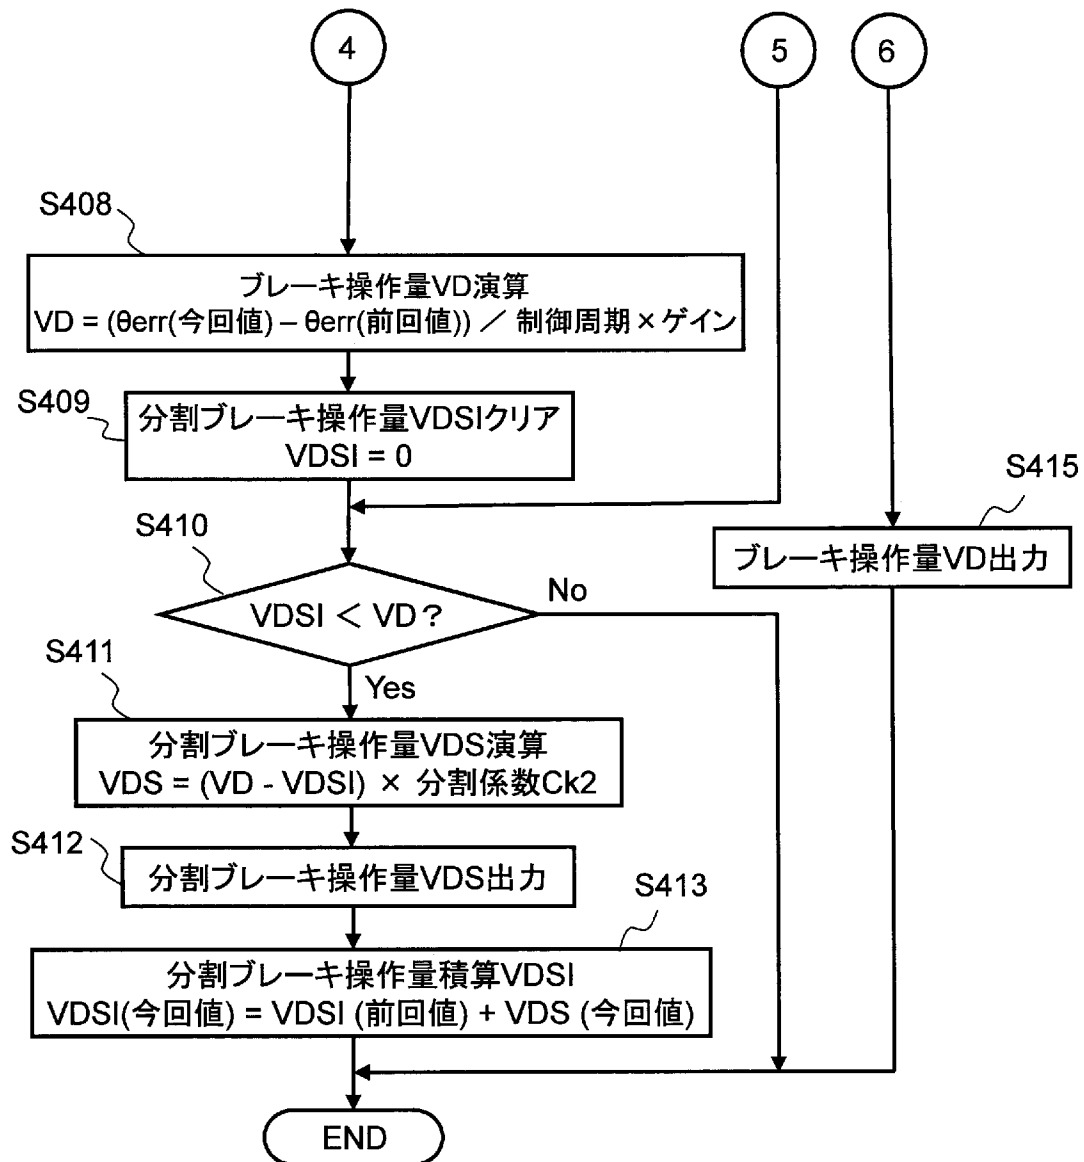 4
5
6
S408
ブレーキ操作量VD演算
VD = (θerr(今回値) – θerr(前回値)) ／ 制御周期×ゲイン
S409
分割ブレーキ操作量VDSIクリア
VDSI = 0
S415
ブレーキ操作量VD出力
S410
VDSI ＜ VD？
No
Yes
S411
分割ブレーキ操作量VDS演算
VDS = (VD - VDSI) × 分割係数Ck2
S412
分割ブレーキ操作量VDS出力
S413
分割ブレーキ操作量積算VDSI
VDSI(今回値) = VDSI (前回値) + VDS (今回値)
END